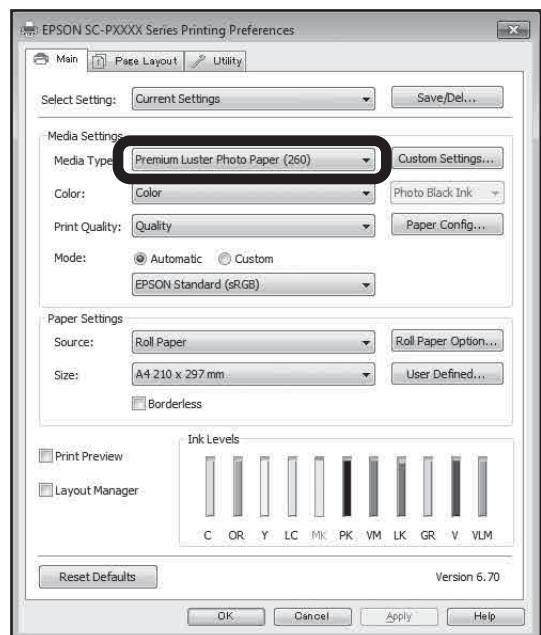 EPSON SC-PXXXX Series Printing Preferences
Main Page Layout Utility
Select Setting: Current Settings Save/Del...
Media Settings
Media Type Premium Luster Photo Paper (260) Custom Settings...
Color: Color Photo Black Ink
Print Quality: Quality Paper Config...
Mode: Automatic Custom
EPSON Standard (sRGB)
Paper Settings
Source: Roll Paper Roll Paper Option...
Size: A4 210 x 297 mm User Defined...
Borderless
Print Preview
Layout Manager
Ink Levels
C OR Y LC MK PK VM LK GR V VLM
Reset Defaults Version 6.70
OK Cancel Apply Help